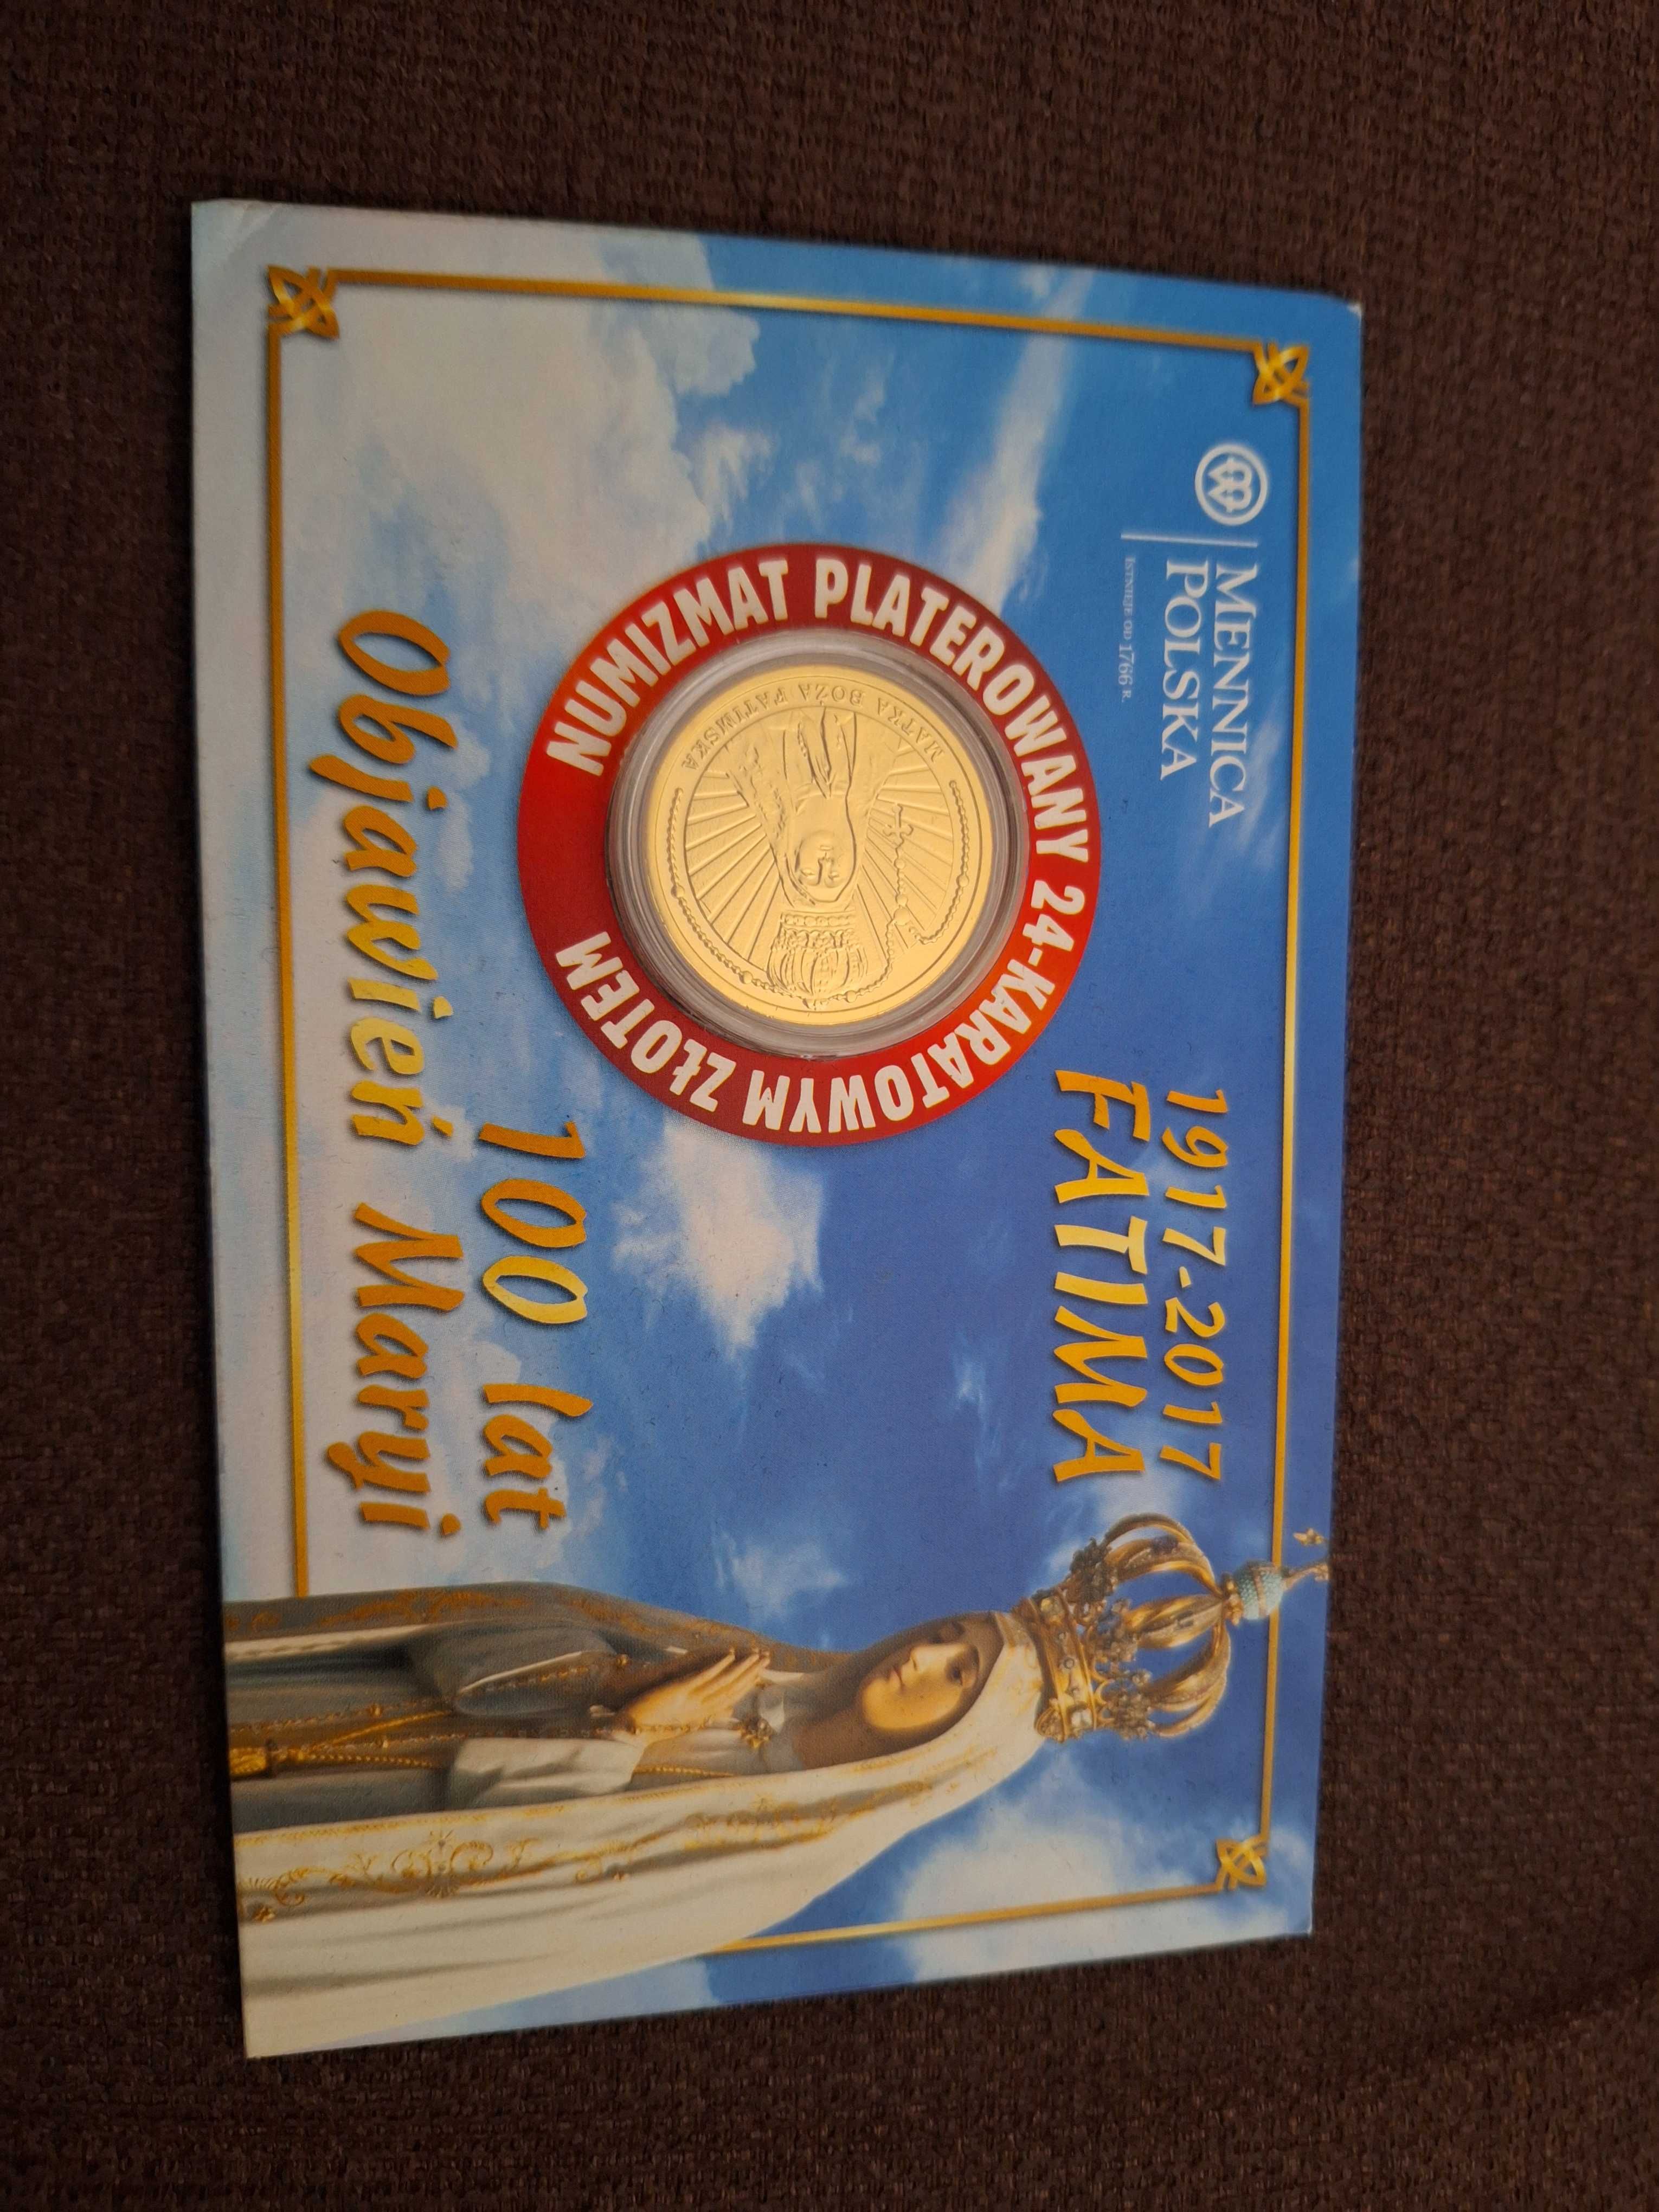 MENNICA
POLSKA
ISTNIEJE OD 1766 R.
1917-2017
FATIMA
NUMIZMAT PLATEROWANY 24-KARATOWYM ZŁOTEM
MATKA BOŻA FATIMSKA
100 lat
Objawień Maryi